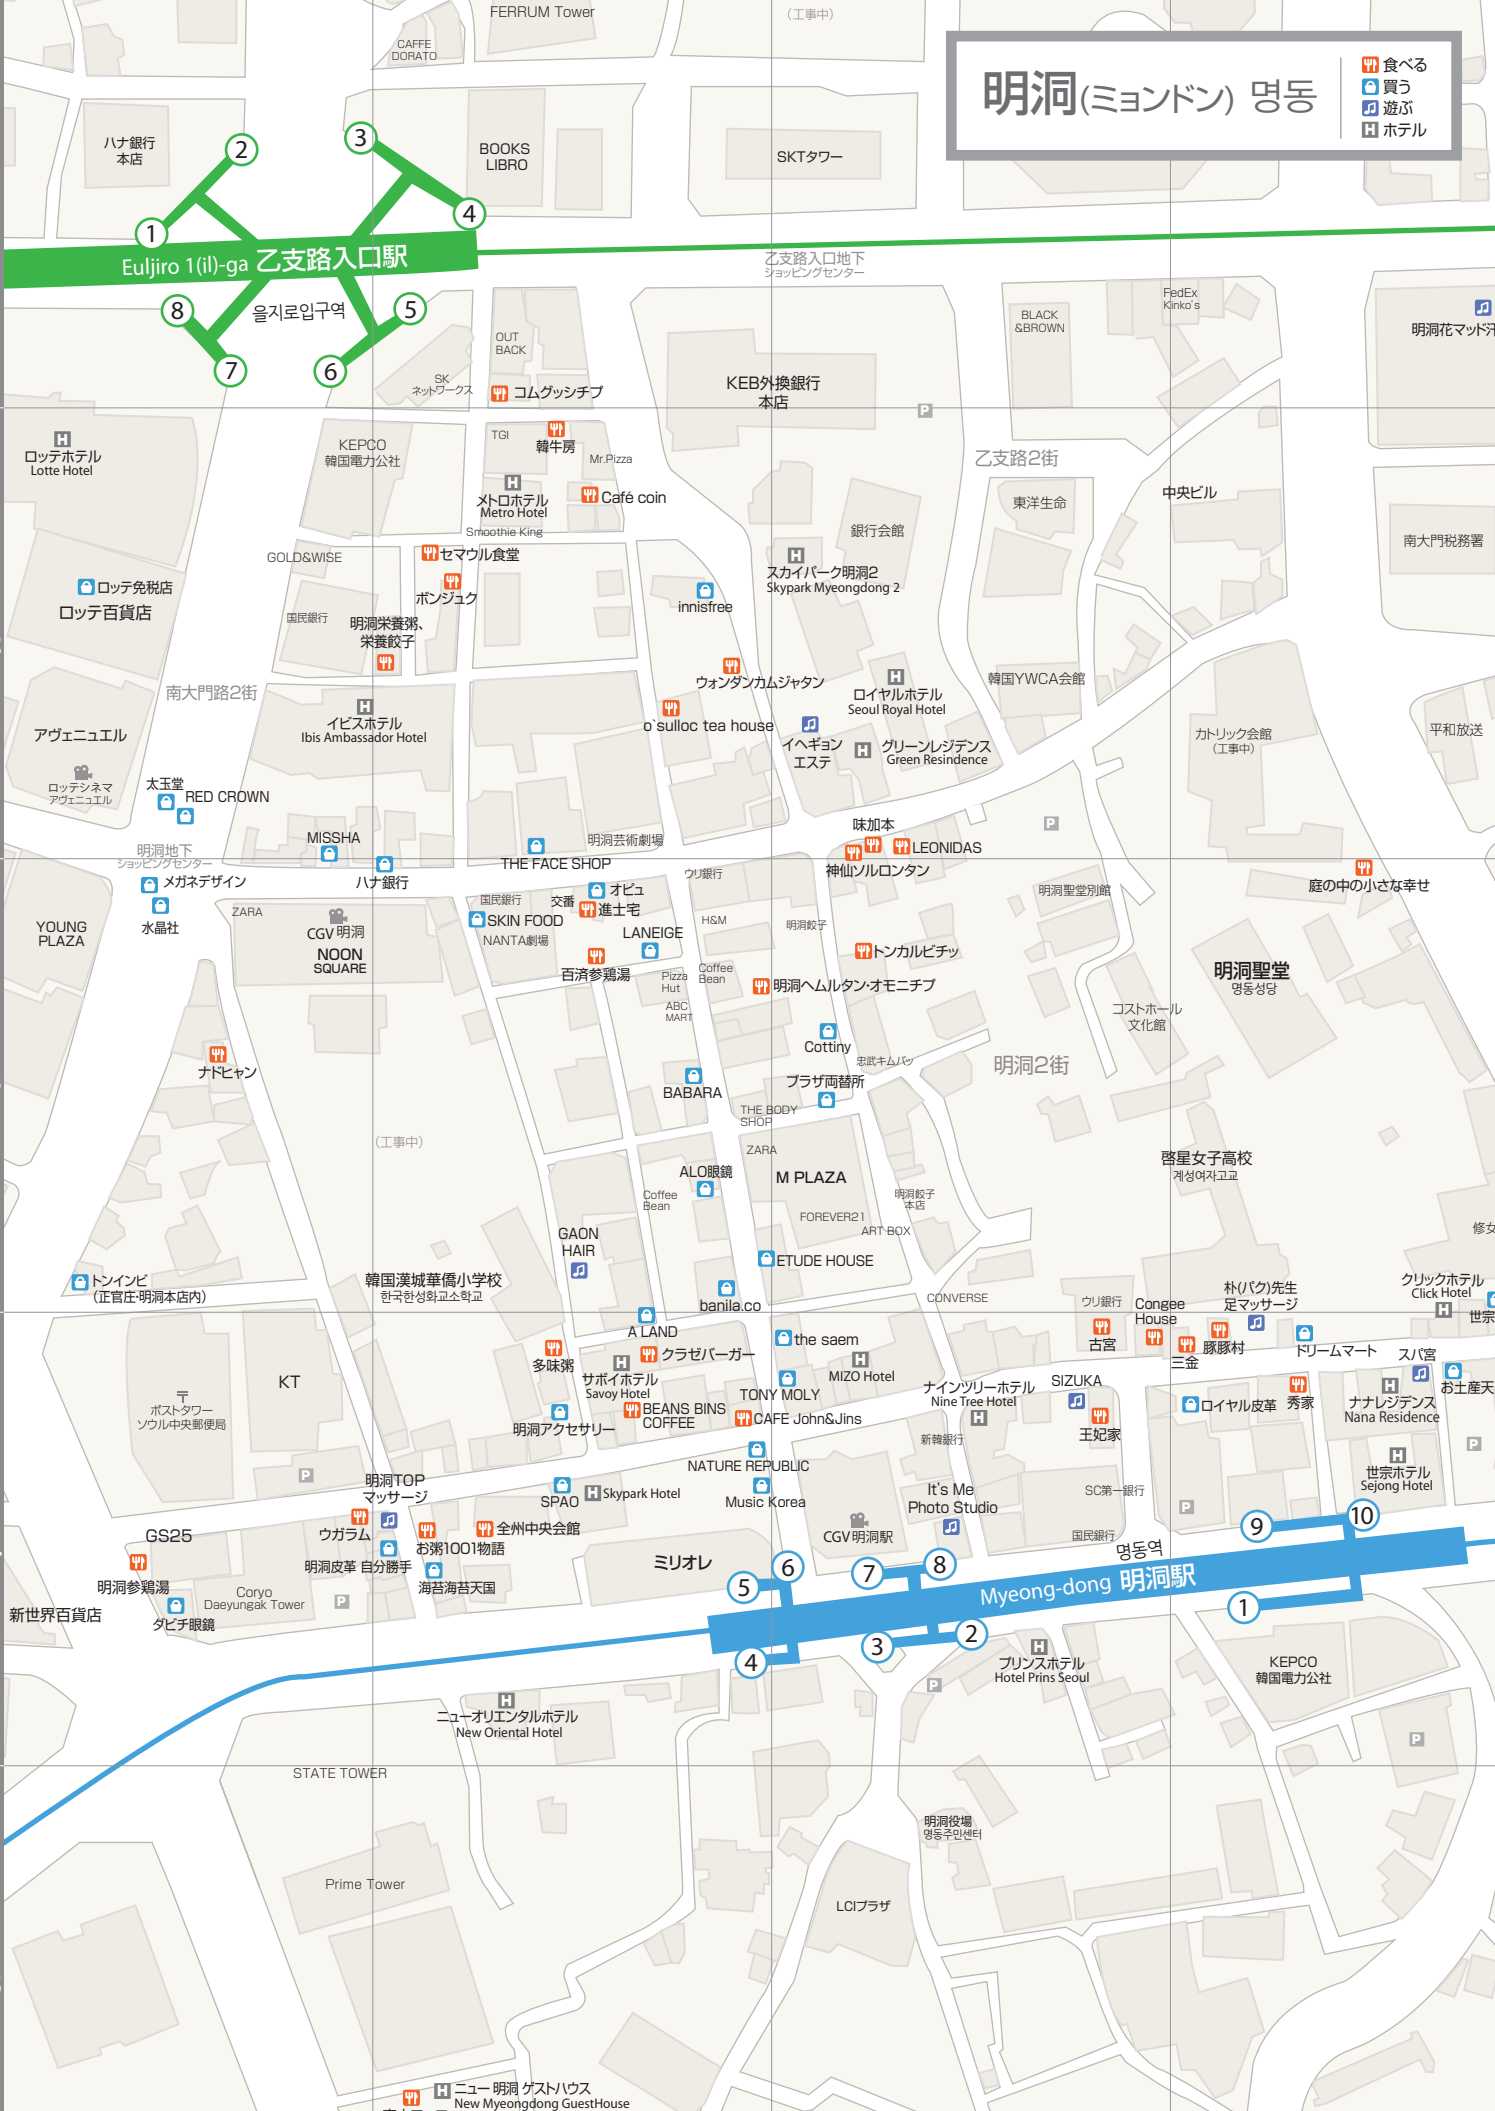 FERRUM Tower
(工事中)
CAFFE
DORATO
明洞(ミョンドン) 명동
食べる
買う
遊ぶ
H ホテル
ハナ銀行
本店
2
3
BOOKS
LIBRO
SKTタワー
1
4
Euljiro 1(il)-ga 乙支路入口駅
乙支路入口地下
ショッピングセンター
8
을지로입구역
5
7
6
FedEx
Kinko's
BLACK
&BROWN
明洞花マッド汗
OUT
BACK
SK
ネットワークス
コムグッシチプ
KEB外換銀行
本店
P
H
ロッテホテル
Lotte Hotel
KEPCO
韓国電力公社
TGI
韓牛房
Mr.Pizza
乙支路2街
H
メトロホテル
Metro Hotel
Café coin
中央ビル
東洋生命
銀行会館
Smoothie King
南大門税務署
GOLD&WISE
セマウル食堂
H
スカイパーク明洞2
Skypark Myeongdong 2
ロッテ免税店
ロッテ百貨店
ボンジュク
innisfree
国民銀行
明洞栄養粥、
栄養餃子
ウォンダンカムジャタン
韓国YWCA会館
南大門路2街
H
ロイヤルホテル
Seoul Royal Hotel
H
イビスホテル
Ibis Ambassador Hotel
o`sulloc tea house
アヴェニュエル
イヘギョン
エステ
H グリーンレジデンス
Green Resindence
カトリック会館
(工事中)
平和放送
ロッテシネマ
アヴェニュエル
太玉堂
RED CROWN
MISSHA
明洞芸術劇場
味加本
P
明洞地下
ショッピングセンター
THE FACE SHOP
LEONIDAS
神仙ソルロンタン
メガネデザイン
ハナ銀行
ウリ銀行
庭の中の小さな幸せ
国民銀行
交番
オピュ
明洞聖堂別館
水晶社
ZARA
SKIN FOOD
進士宅
H&M
明洞餃子
YOUNG
PLAZA
CGV 明洞
NOON
SQUARE
NANTA劇場
LANEIGE
トンカルビチッ
百済参鶏湯
Pizza
Hut
Coffee
Bean
明洞聖堂
명동성당
明洞ヘムルタン・オモニチプ
ABC
MART
コストホール
文化館
Cottiny
忠武キムパッ
明洞2街
ナドヒャン
BABARA
プラザ両替所
THE BODY
SHOP
(工事中)
ZARA
M PLAZA
啓星女子高校
계성여자고교
ALO眼鏡
Coffee
Bean
明洞餃子
本店
FOREVER21
ART BOX
修女
GAON
HAIR
ETUDE HOUSE
トンインビ
(正官庄・明洞本店内)
韓国漢城華僑小学校
한국한성화교소학교
banila.co
CONVERSE
ウリ銀行
Congee
House
朴(パク)先生
足マッサージ
クリックホテル
Click Hotel
H
世宗
A LAND
the saem
古宮
三金
豚豚村
ドリームマート
スパ宮
多味粥
H
サボイホテル
Savoy Hotel
クラゼバーガー
H
MIZO Hotel
KT
TONY MOLY
ナインツリーホテル
Nine Tree Hotel
H
SIZUKA
王妃家
ロイヤル皮革
秀家
H
ナナレジデンス
Nana Residence
お土産天
〒
ポストタワー
ソウル中央郵便局
BEANS BINS
COFFEE
CAFE John&Jins
明洞アクセサリー
新韓銀行
P
P
明洞TOP
マッサージ
NATURE REPUBLIC
H
世宗ホテル
Sejong Hotel
SPAO
H Skypark Hotel
Music Korea
It's Me
Photo Studio
SC第一銀行
P
ウガラム
全州中央会館
GS25
お粥1001物語
CGV 明洞駅
国民銀行
9
10
明洞参鶏湯
明洞皮革 自分勝手
ミリオレ
명동역
6
7
8
5
海苔海苔天国
Coryo
Daeyungak Tower
P
Myeong-dong 明洞駅
新世界百貨店
ダビチ眼鏡
1
4
3
2
H
プリンスホテル
Hotel Prins Seoul
KEPCO
韓国電力公社
P
H
ニューオリエンタルホテル
New Oriental Hotel
P
STATE TOWER
明洞役場
명동주민센터
Prime Tower
LCIプラザ
H ニュー 明洞 ゲストハウス
New Myeongdong GuestHouse